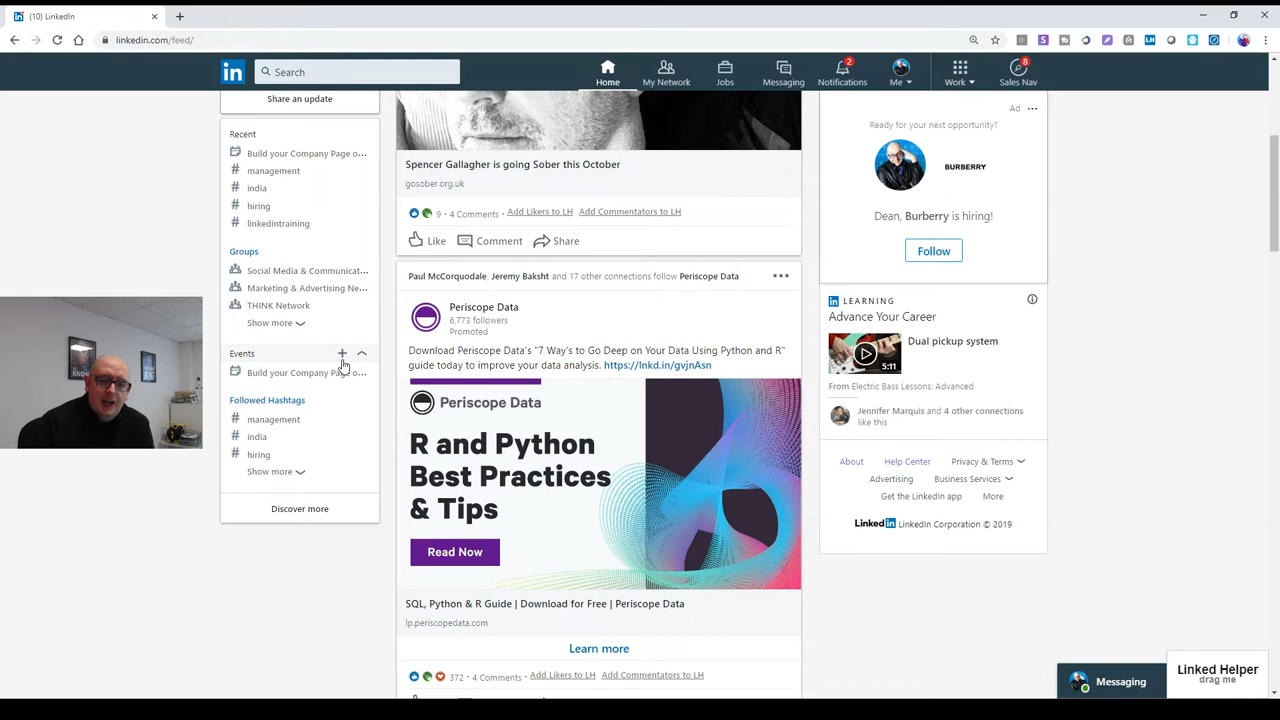 (10) LinkedIn
linkedin.com/feed/
in
Search
Home
My Network
Jobs
Messaging
2
Notifications
Me
Work
8
Sales Nav
Share an update
Recent
Build your Company Page o...
# management
# india
# hiring
# linkedintraining
Groups
Social Media & Communicat...
Marketing & Advertising Ne...
THINK Network
Show more
Events
Build your Company Page o...
Followed Hashtags
# management
# india
# hiring
Show more
Discover more
Spencer Gallagher is going Sober this October
gosober.org.uk
9 · 4 Comments Add Likers to LH Add Commentators to LH
Like Comment Share
Paul McCorquodale, Jeremy Baksht and 17 other connections follow Periscope Data
Periscope Data
6,773 followers
Promoted
Download Periscope Data's "7 Way's to Go Deep on Your Data Using Python and R"
guide today to improve your data analysis. https://lnkd.in/gvjnAsn
Periscope Data
R and Python
Best Practices
& Tips
Read Now
SQL, Python & R Guide | Download for Free | Periscope Data
lp.periscopedata.com
Learn more
372 · 4 Comments Add Likers to LH Add Commentators to LH
Ad
Ready for your next opportunity?
BURBERRY
Dean, Burberry is hiring!
Follow
in LEARNING
Advance Your Career
5:11
Dual pickup system
From Electric Bass Lessons: Advanced
Jennifer Marquis and 4 other connections
like this
About Help Center Privacy & Terms
Advertising Business Services
Get the LinkedIn app More
Linkedin LinkedIn Corporation © 2019
Messaging
Linked Helper
drag me